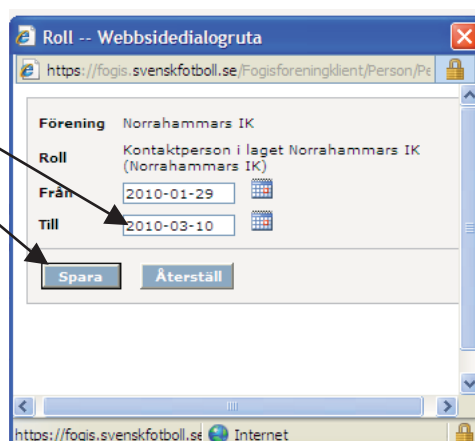 Roll -- Webbsidedialogruta
https://fogis.svenskfotboll.se/Fogisforeningklient/Person/Pe
Förening Norrahammars IK
Roll Kontaktperson i laget Norrahammars IK
(Norrahammars IK)
Från 2010-01-29
Till 2010-03-10
Spara Återställ
https://fogis.svenskfotboll.se Internet